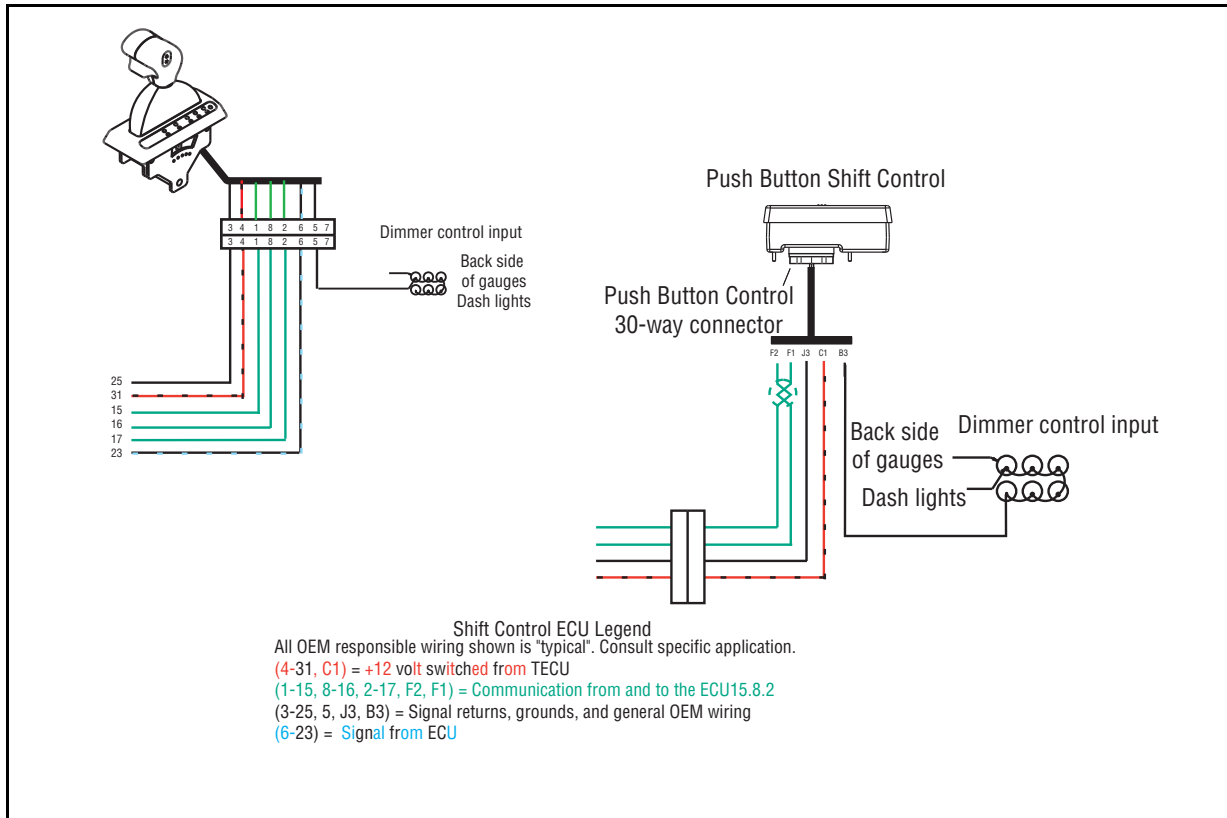 3 4 1 8 2 6 5 7
3 4 1 8 2 6 5 7
Dimmer control input
Back side
of gauges
Dash lights
25
31
15
16
17
23
Push Button Shift Control
Push Button Control
30-way connector
F2 F1 J3 C1 B3
Back side
of gauges
Dimmer control input
Dash lights
Shift Control ECU Legend
All OEM responsible wiring shown is "typical". Consult specific application.
(4-31, C1) = +12 volt switched from TECU
(1-15, 8-16, 2-17, F2, F1) = Communication from and to the ECU15.8.2
(3-25, 5, J3, B3) = Signal returns, grounds, and general OEM wiring
(6-23) = Signal from ECU